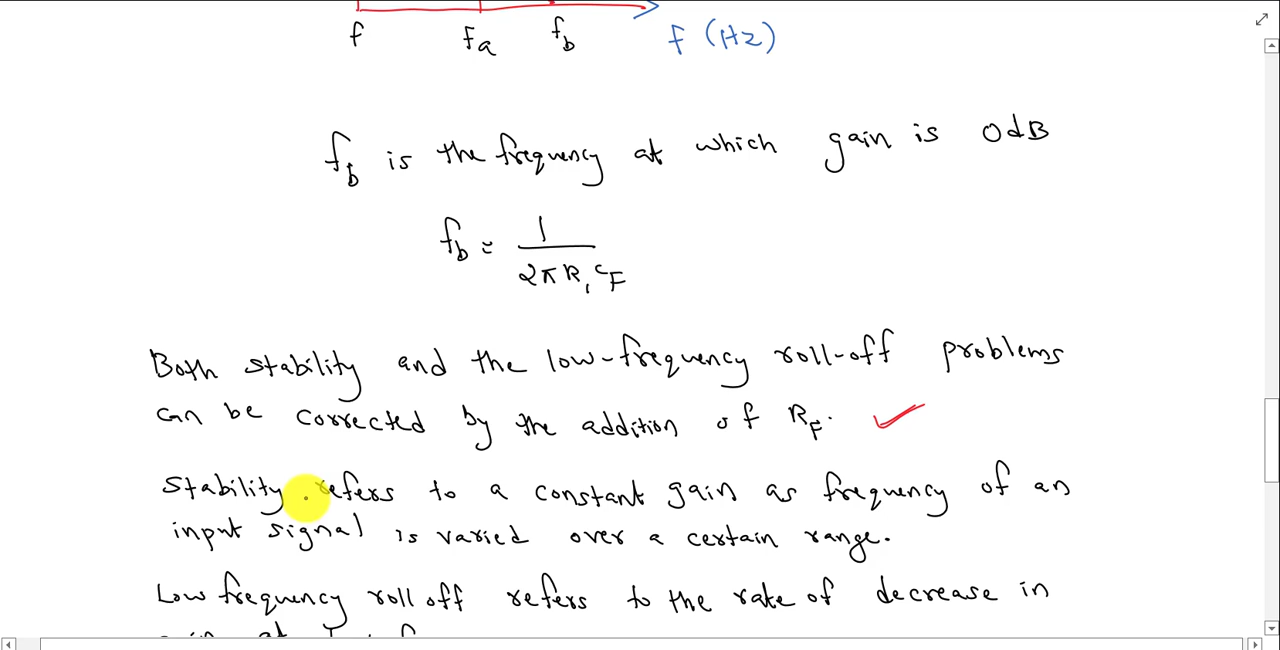 f fa fb f (Hz)
fb is the frequency at which gain is 0dB
fb = 1 / 2πR1CF
Both stability and the low-frequency roll-off problems
can be corrected by the addition of RF.
Stability refers to a constant gain as frequency of an
input signal is varied over a certain range.
Low frequency roll off refers to the rate of decrease in